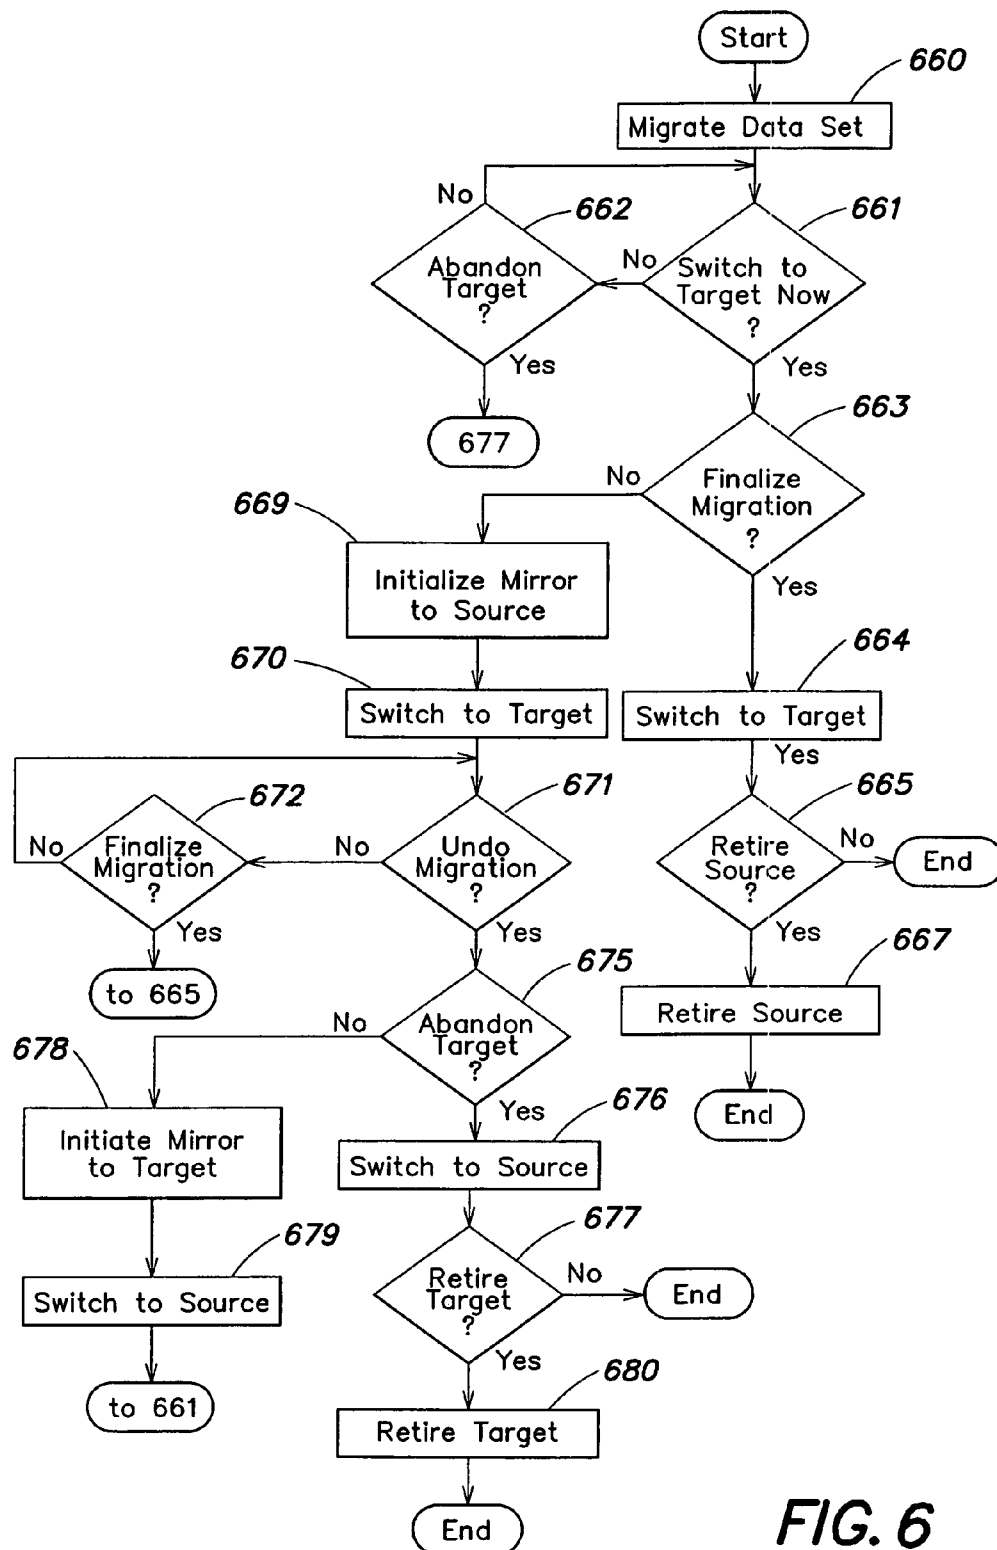 Start
660
Migrate Data Set
No
662
661
Abandon
Target
?
No
Switch to
Target Now
?
Yes
Yes
677
663
No
Finalize
Migration
?
669
Initialize Mirror
to Source
Yes
670
664
Switch to Target
Switch to Target
Yes
672
671
665
No
Finalize
Migration
?
No
Undo
Migration
?
Retire
Source
?
No
End
Yes
Yes
Yes
667
to 665
675
Retire Source
No
Abandon
Target
?
678
End
Yes
676
Initiate Mirror
to Target
Switch to Source
679
677
Switch to Source
Retire
Target
?
No
End
Yes
680
to 661
Retire Target
End
FIG. 6